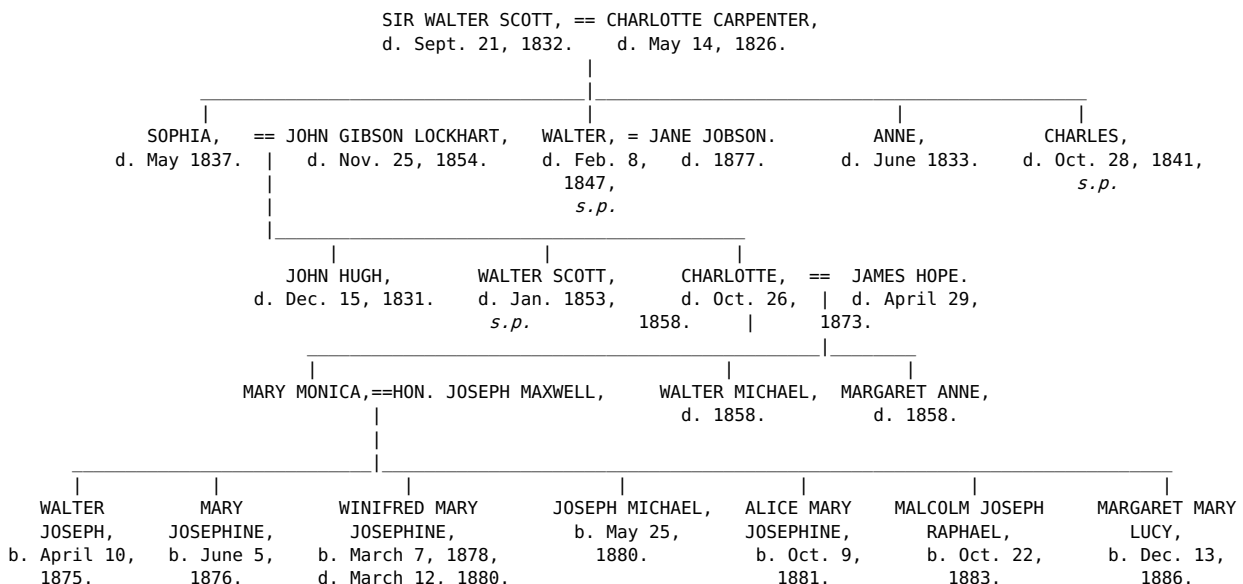 SIR WALTER SCOTT, == CHARLOTTE CARPENTER,
d. Sept. 21, 1832. d. May 14, 1826.
SOPHIA, == JOHN GIBSON LOCKHART, WALTER, = JANE JOBSON. ANNE, CHARLES,
d. May 1837. | d. Nov. 25, 1854. d. Feb. 8, d. 1877. d. June 1833. d. Oct. 28, 1841,
1847, s.p.
s.p.
JOHN HUGH, WALTER SCOTT, CHARLOTTE, == JAMES HOPE.
d. Dec. 15, 1831. d. Jan. 1853, d. Oct. 26, | d. April 29,
s.p. 1858. | 1873.
MARY MONICA,==HON. JOSEPH MAXWELL, WALTER MICHAEL, MARGARET ANNE,
d. 1858. d. 1858.
WALTER MARY WINIFRED MARY JOSEPH MICHAEL, ALICE MARY MALCOLM JOSEPH MARGARET MARY
JOSEPH, JOSEPHINE, JOSEPHINE, b. May 25, JOSEPHINE, RAPHAEL, LUCY,
b. April 10, b. June 5, b. March 7, 1878, 1880. b. Oct. 9, b. Oct. 22, b. Dec. 13,
1875. 1876. d. March 12, 1880. 1881. 1883. 1886.